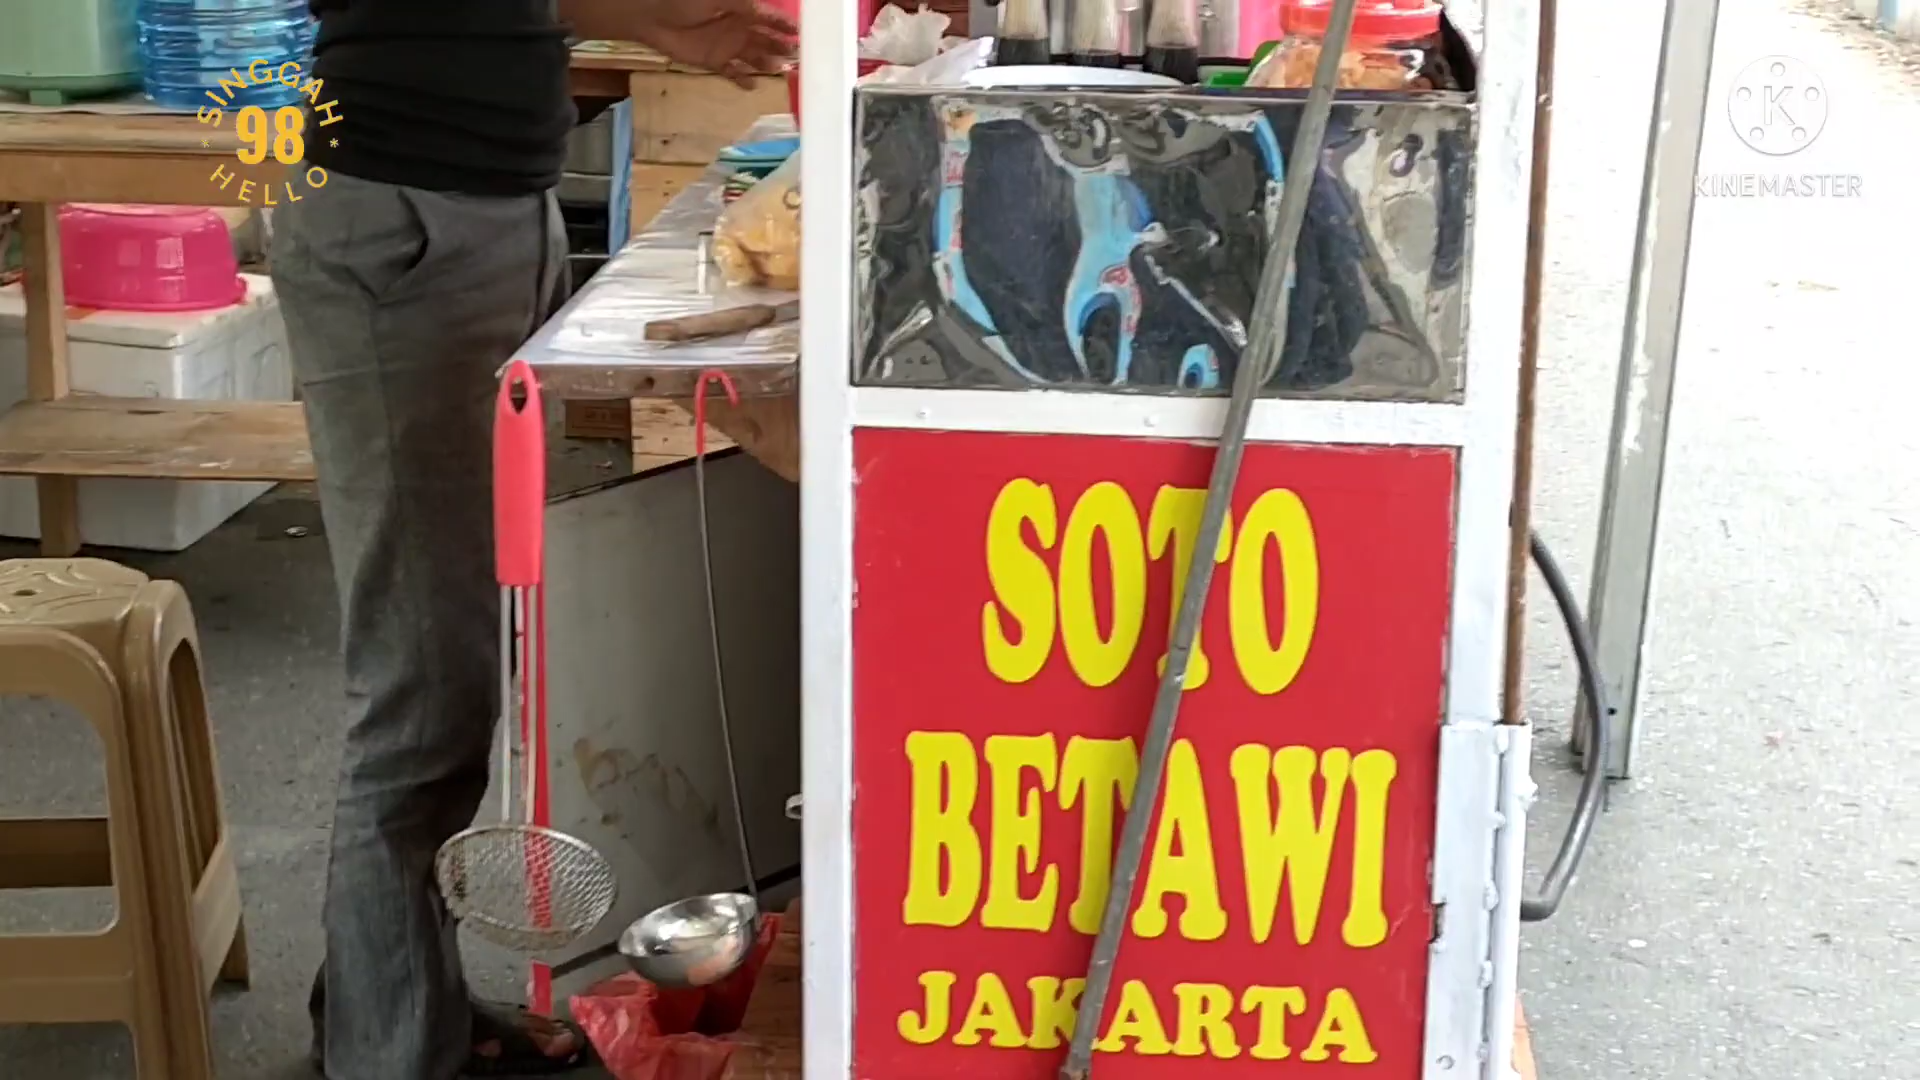 SINGGAH
98
HELLO
K
KINEMASTER
SOTO
BETAWI
JAKARTA